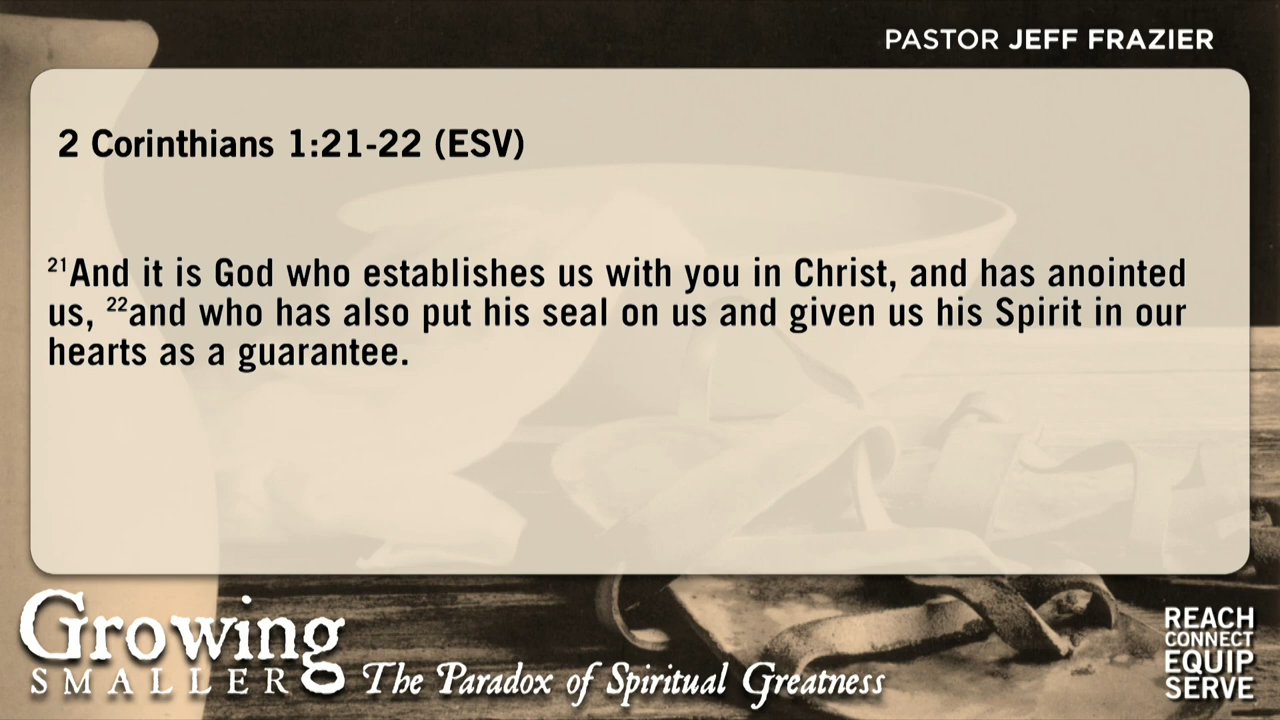 PASTOR JEFF FRAZIER
2 Corinthians 1:21-22 (ESV)
²¹And it is God who establishes us with you in Christ, and has anointed
us, ²²and who has also put his seal on us and given us his Spirit in our
hearts as a guarantee.
Growing
SMALLER
The Paradox of Spiritual Greatness
REACH
CONNECT
EQUIP
SERVE